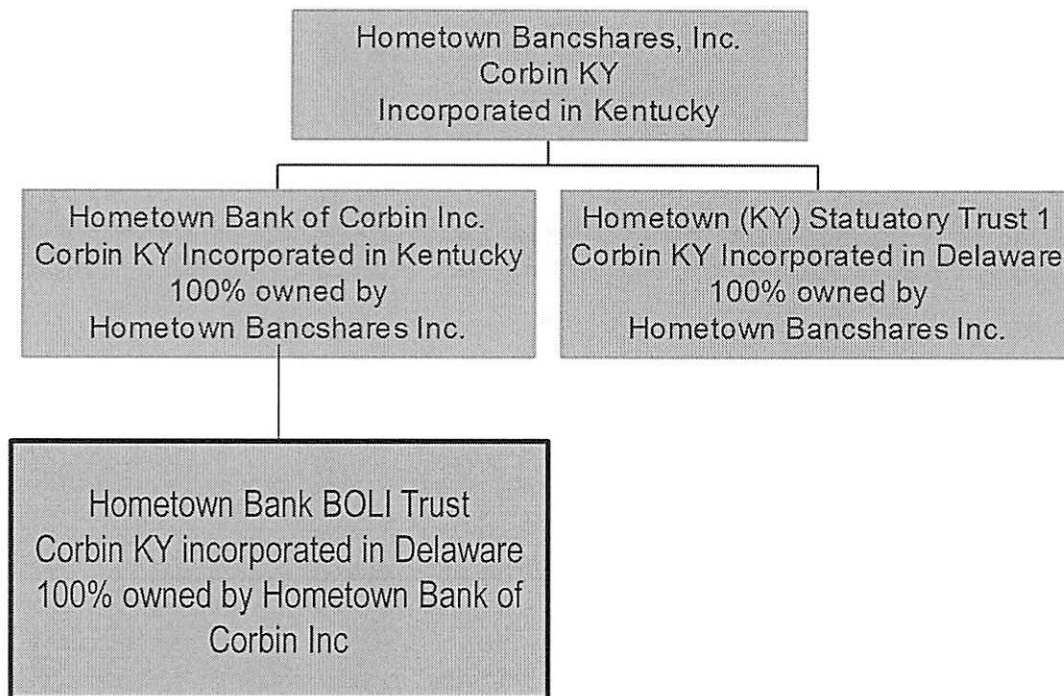 Hometown Bancshares, Inc.
Corbin KY
Incorporated in Kentucky
Hometown Bank of Corbin Inc.
Corbin KY Incorporated in Kentucky
100% owned by
Hometown Bancshares Inc.
Hometown (KY) Statuatory Trust 1
Corbin KY Incorporated in Delaware
100% owned by
Hometown Bancshares Inc.
Hometown Bank BOLI Trust
Corbin KY incorporated in Delaware
100% owned by Hometown Bank of
Corbin Inc